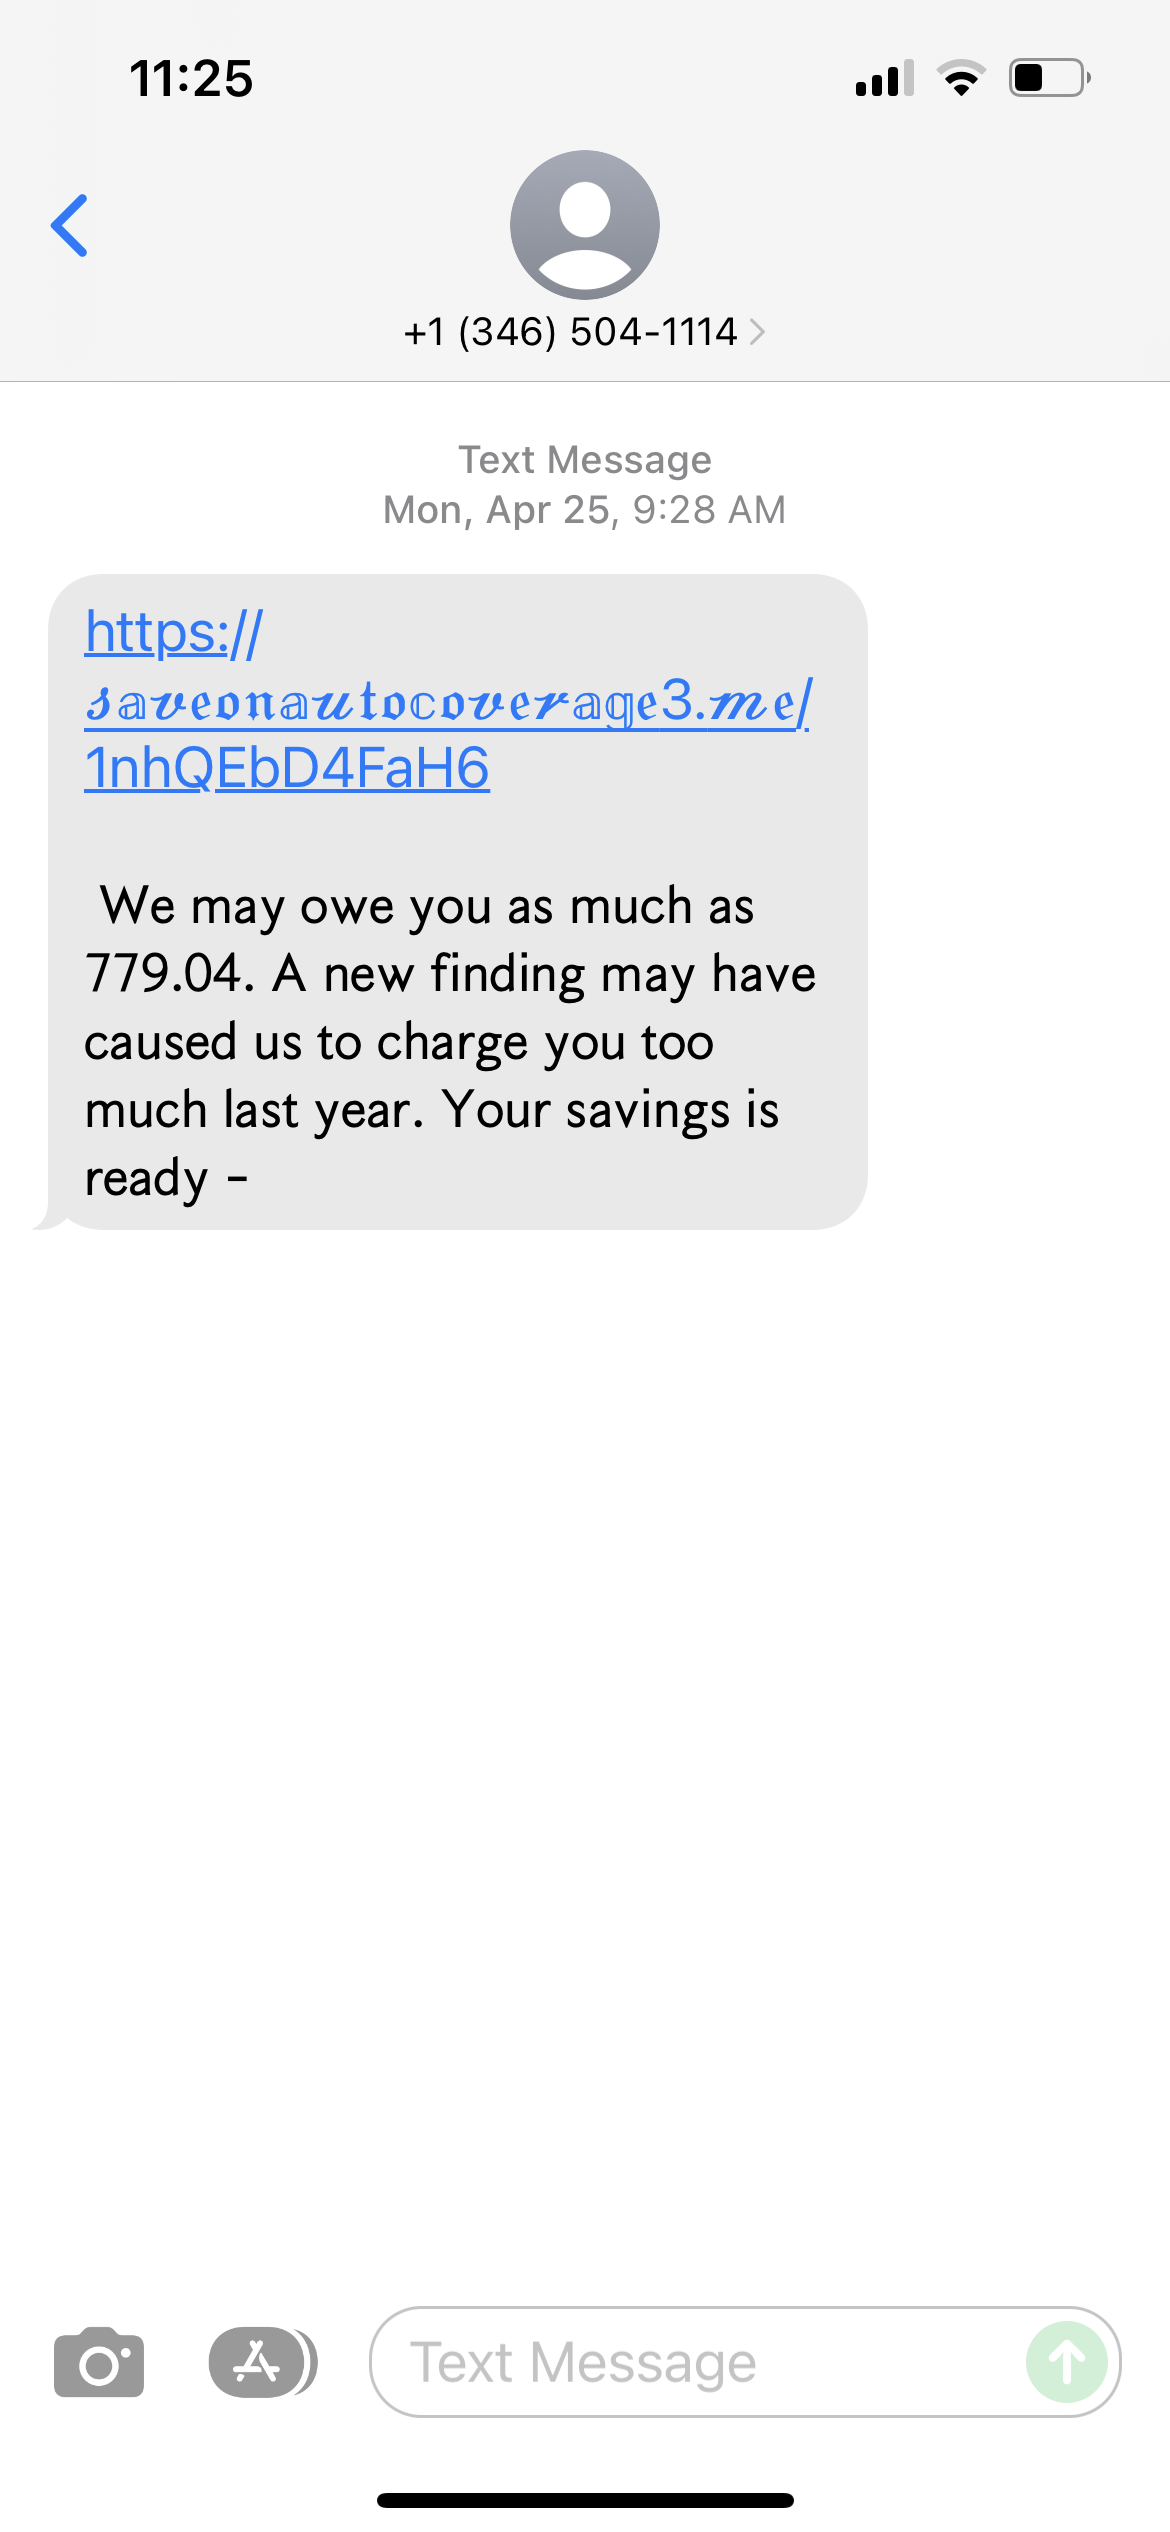 11:25
+1 (346) 504-1114
Text Message
Mon, Apr 25, 9:28 AM
https://
𝓼𝕒𝓿𝖊𝖔𝖓𝕒𝓾𝖙𝖔𝕔𝖔𝓿𝖊𝓻𝕒𝕘𝖊3.𝓶𝖊/
1nhQEbD4FaH6
We may owe you as much as
779.04. A new finding may have
caused us to charge you too
much last year. Your savings is
ready -
Text Message